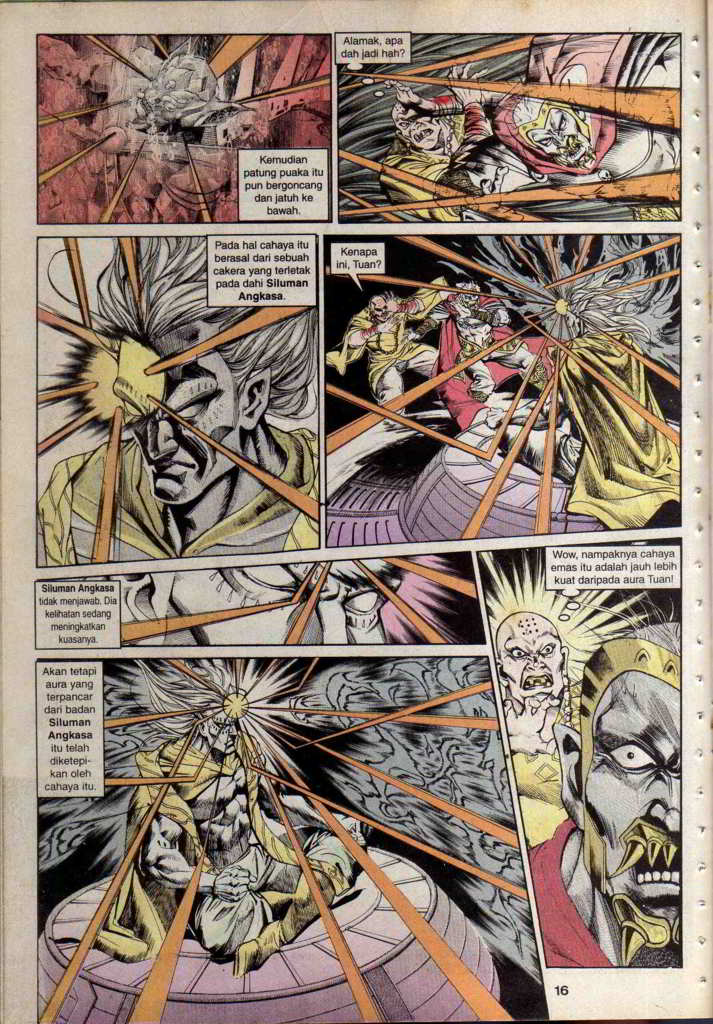 Kemudian
patung puaka itu
pun bergoncang
dan jatuh ke
bawah.
Alamak, apa
dah jadi hah?
Pada hal cahaya itu
berasal dari sebuah
cakera yang terletak
pada dahi Siluman
Angkasa.
Kenapa
ini, Tuan?
Siluman Angkasa
tidak menjawab. Dia
kelihatan sedang
meningkatkan
kuasanya.
Wow, nampaknya cahaya
emas itu adalah jauh lebih
kuat daripada aura Tuan!
Akan tetapi
aura yang
terpancar
dari badan
Siluman
Angkasa
itu telah
diketepi-
kan oleh
cahaya itu.
16